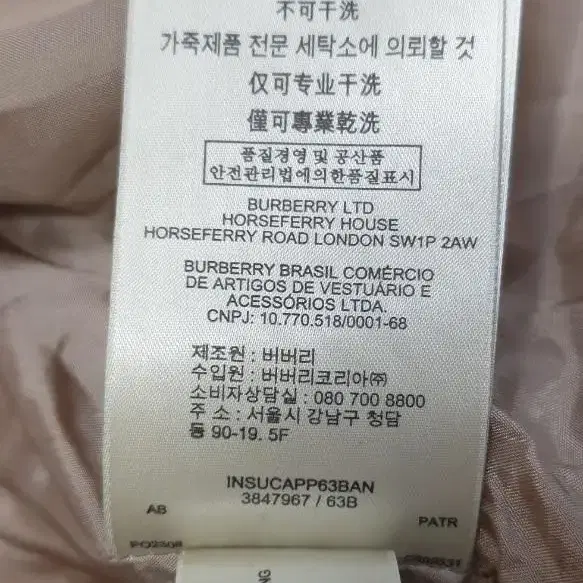 不可干洗
가죽제품 전문 세탁소에 의뢰할 것
仅可专业干洗
僅可專業乾洗
품질경영 및 공산품
안전관리법에의한품질표시
BURBERRY LTD
HORSEFERRY HOUSE
HORSEFERRY ROAD LONDON SW1P 2AW
BURBERRY BRASIL COMÉRCIO
DE ARTIGOS DE VESTUÁRIO E
ACESSÓRIOS LTDA.
CNPJ: 10.770.518/0001-68
제조원 : 버버리
수입원 : 버버리코리아㈜
소비자상담실 : 080 700 8800
주 소 : 서울시 강남구 청담
동 90-19. 5F
INSUCAPP63BAN
3847967 / 63B
AB
PATR